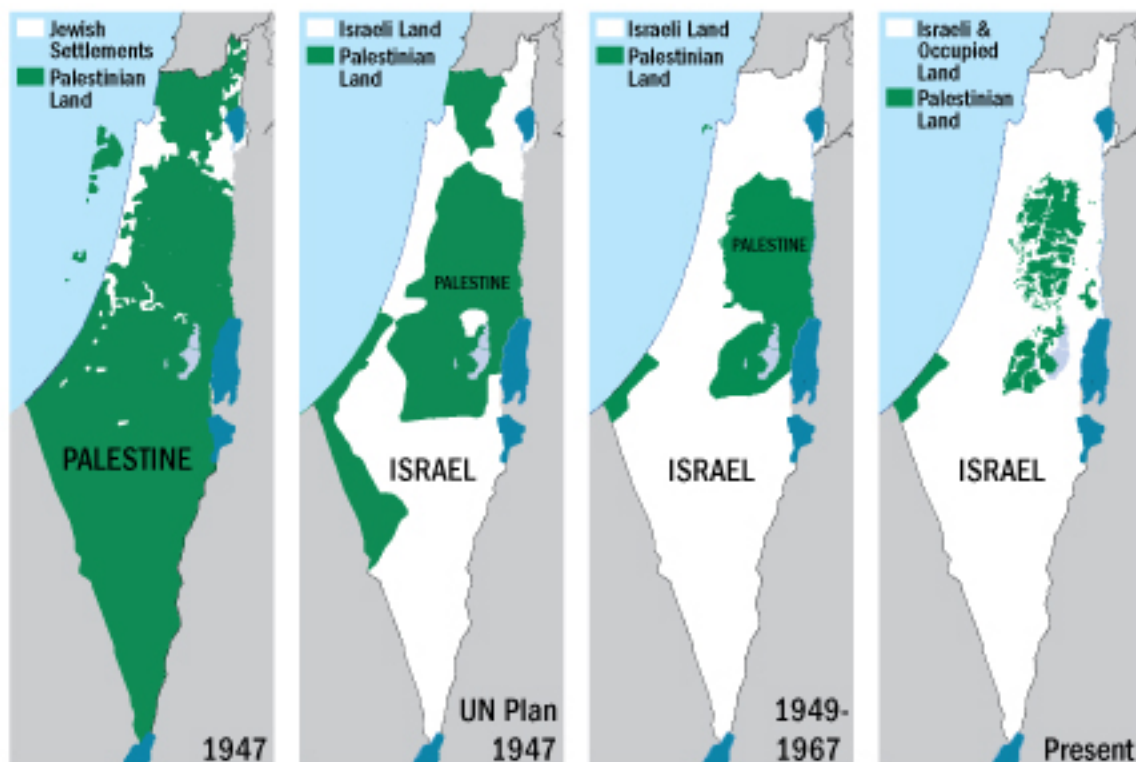 Jewish
Settlements
Palestinian
Land
PALESTINE
1947
Israeli Land
Palestinian
Land
PALESTINE
ISRAEL
UN Plan
1947
Israeli Land
Palestinian
Land
PALESTINE
ISRAEL
1949-
1967
Israeli &
Occupied
Land
Palestinian
Land
ISRAEL
Present